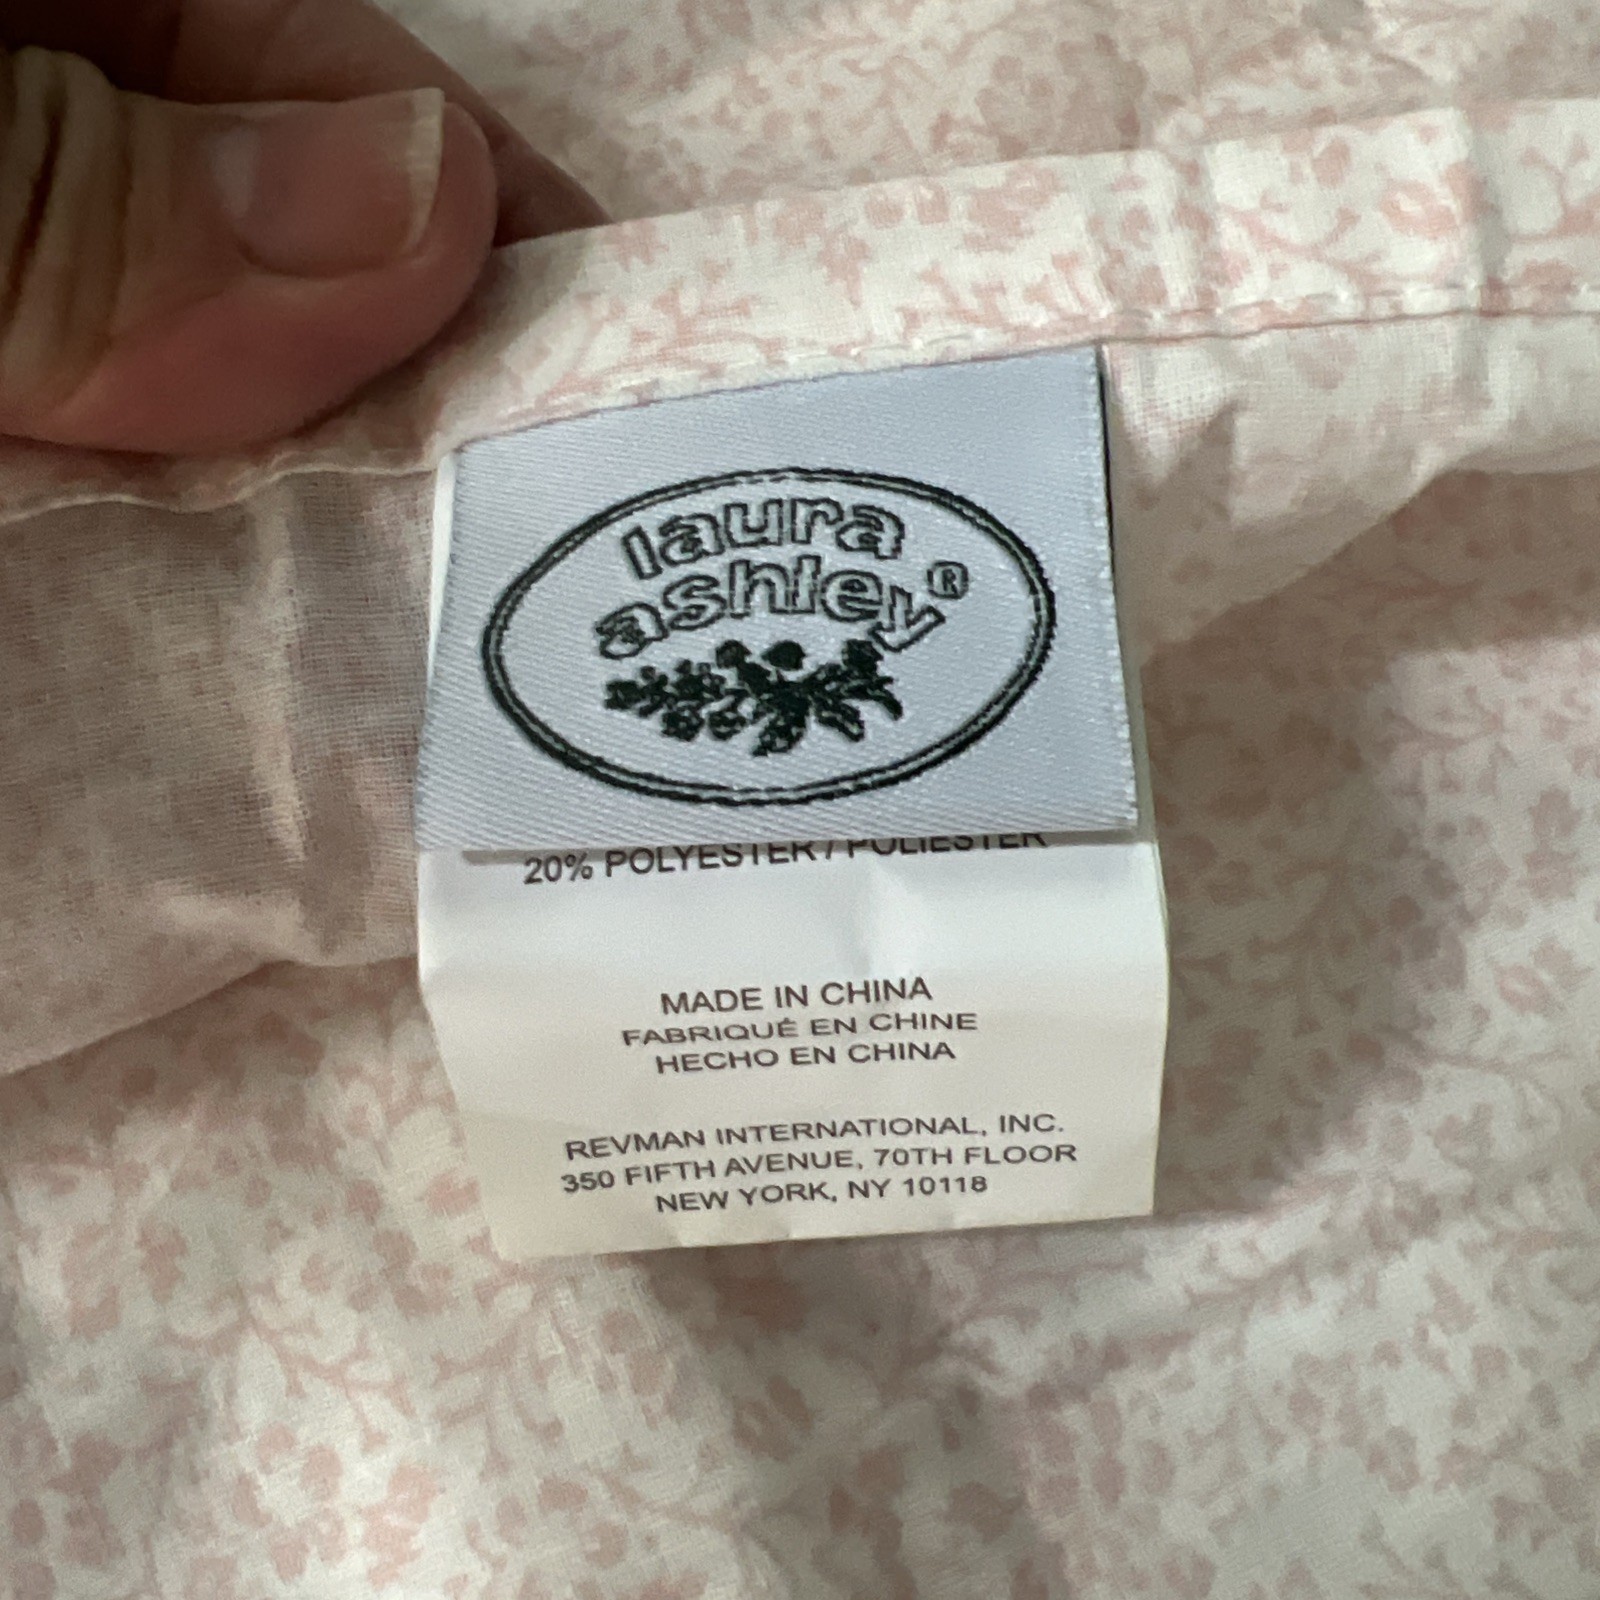 laura
ashley®
20% POLYESTER / POLIESTER
MADE IN CHINA
FABRIQUÉ EN CHINE
HECHO EN CHINA
REVMAN INTERNATIONAL, INC.
350 FIFTH AVENUE, 70TH FLOOR
NEW YORK, NY 10118